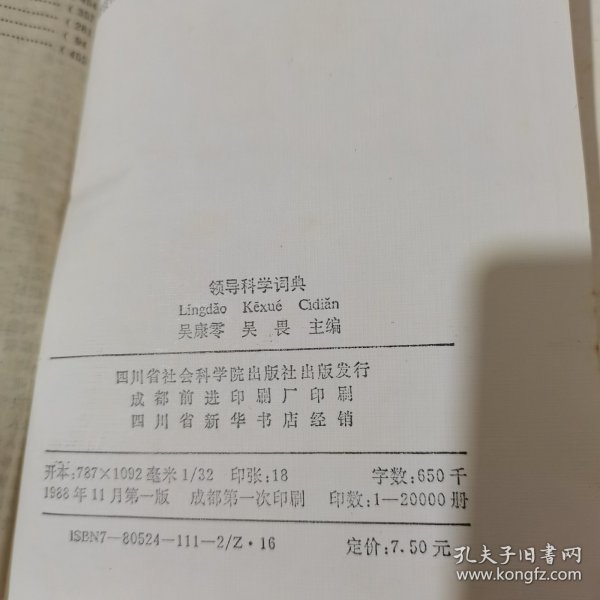 (357
(281
(94
领导科学词典
Lǐngdǎo Kēxué Cídiǎn
吴康零 吴 畏 主编
四川省社会科学院出版社出版发行
成都前进印刷厂印刷
四川省新华书店经销
开本:787×1092毫米1/32 印张:18 字数:650千
1988年11月第一版 成都第一次印刷 印数:1—20000册
ISBN7—80524—111—2/Z·16 定价:7.50元
孔夫子旧书网
www.kongfz.com